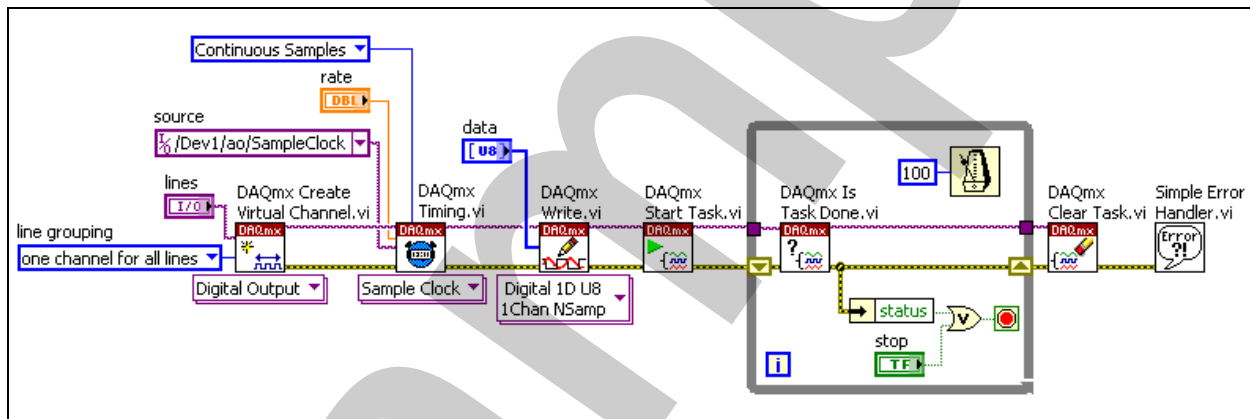 Continuous Samples
rate
DBL
source
I/O /Dev1/ao/SampleClock
data
[U8]
lines
I/O
DAQmx Create
Virtual Channel.vi
DAQmx
Timing.vi
DAQmx
Write.vi
DAQmx
Start Task.vi
100
DAQmx Is
Task Done.vi
DAQmx
Clear Task.vi
Simple Error
Handler.vi
line grouping
one channel for all lines
DAQmx
DAQmx
DAQmx
DAQmx
DAQmx
DAQmx
Error
?!
Digital Output
Sample Clock
Digital 1D U8
1Chan NSamp
status
V
stop
TF
i